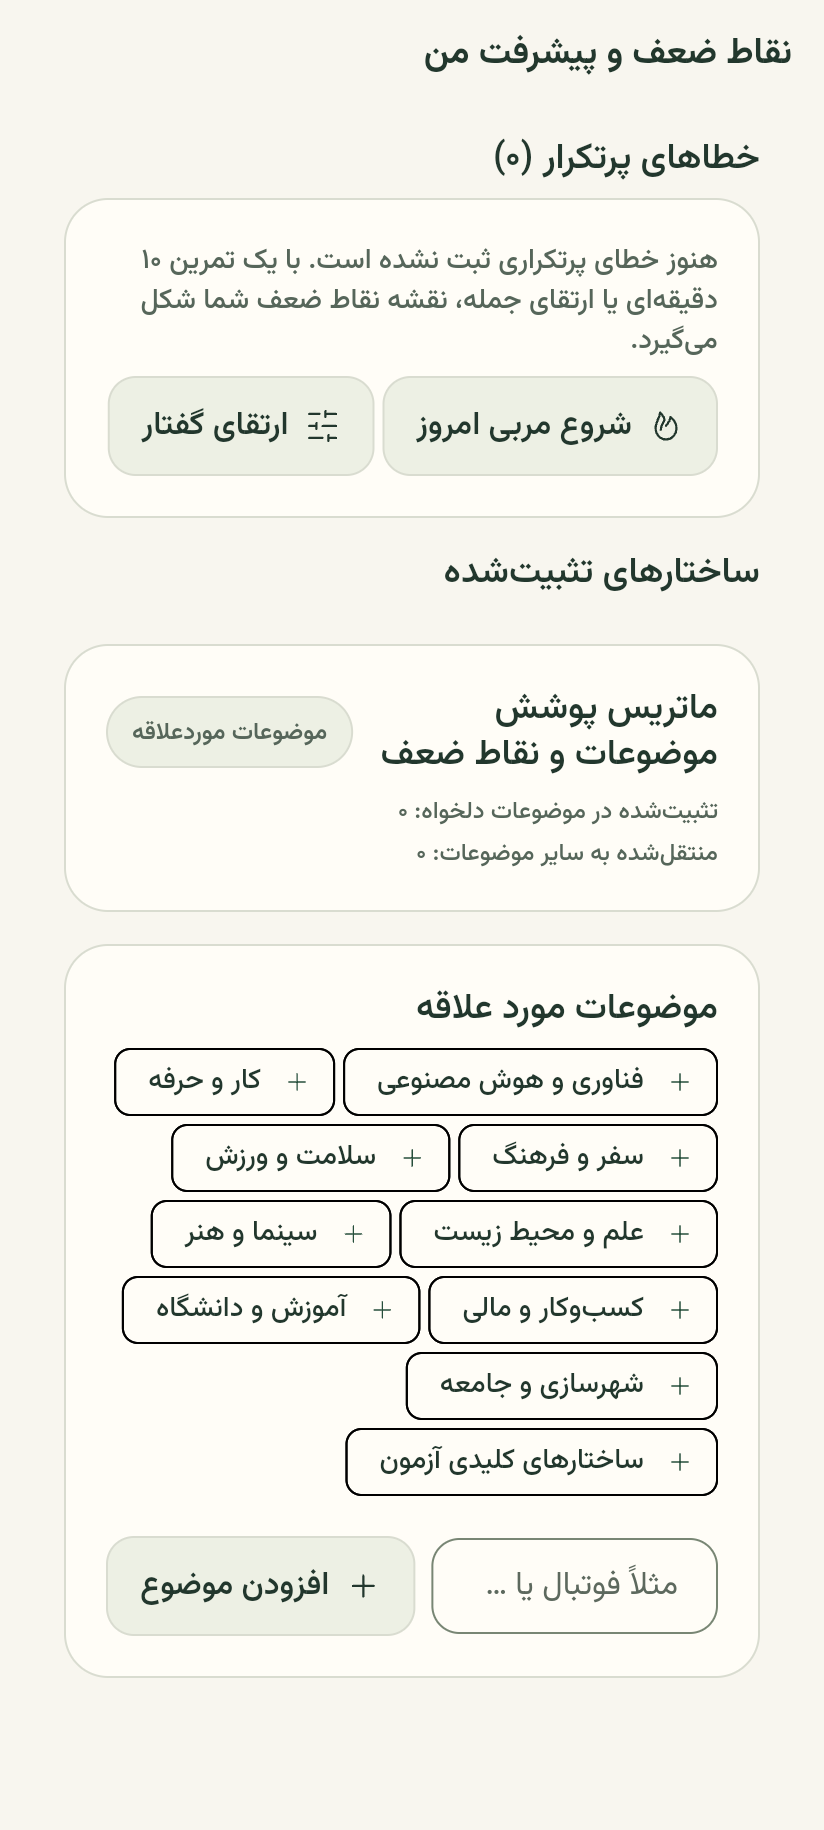 نقاط ضعف و پیشرفت من
خطاهای پرتکرار (۰)
هنوز خطای پرتکراری ثبت نشده است. با یک تمرین ۱۰
دقیقه‌ای یا ارتقای جمله، نقشه نقاط ضعف شما شکل
می‌گیرد.
شروع مربی امروز
ارتقای گفتار
ساختارهای تثبیت‌شده
ماتریس پوشش
موضوعات و نقاط ضعف
موضوعات موردعلاقه
تثبیت‌شده در موضوعات دلخواه: ۰
منتقل‌شده به سایر موضوعات: ۰
موضوعات مورد علاقه
+ فناوری و هوش مصنوعی
+ کار و حرفه
+ سفر و فرهنگ
+ سلامت و ورزش
+ علم و محیط زیست
+ سینما و هنر
+ کسب‌وکار و مالی
+ آموزش و دانشگاه
+ شهرسازی و جامعه
+ ساختارهای کلیدی آزمون
مثلاً فوتبال یا ...
+ افزودن موضوع